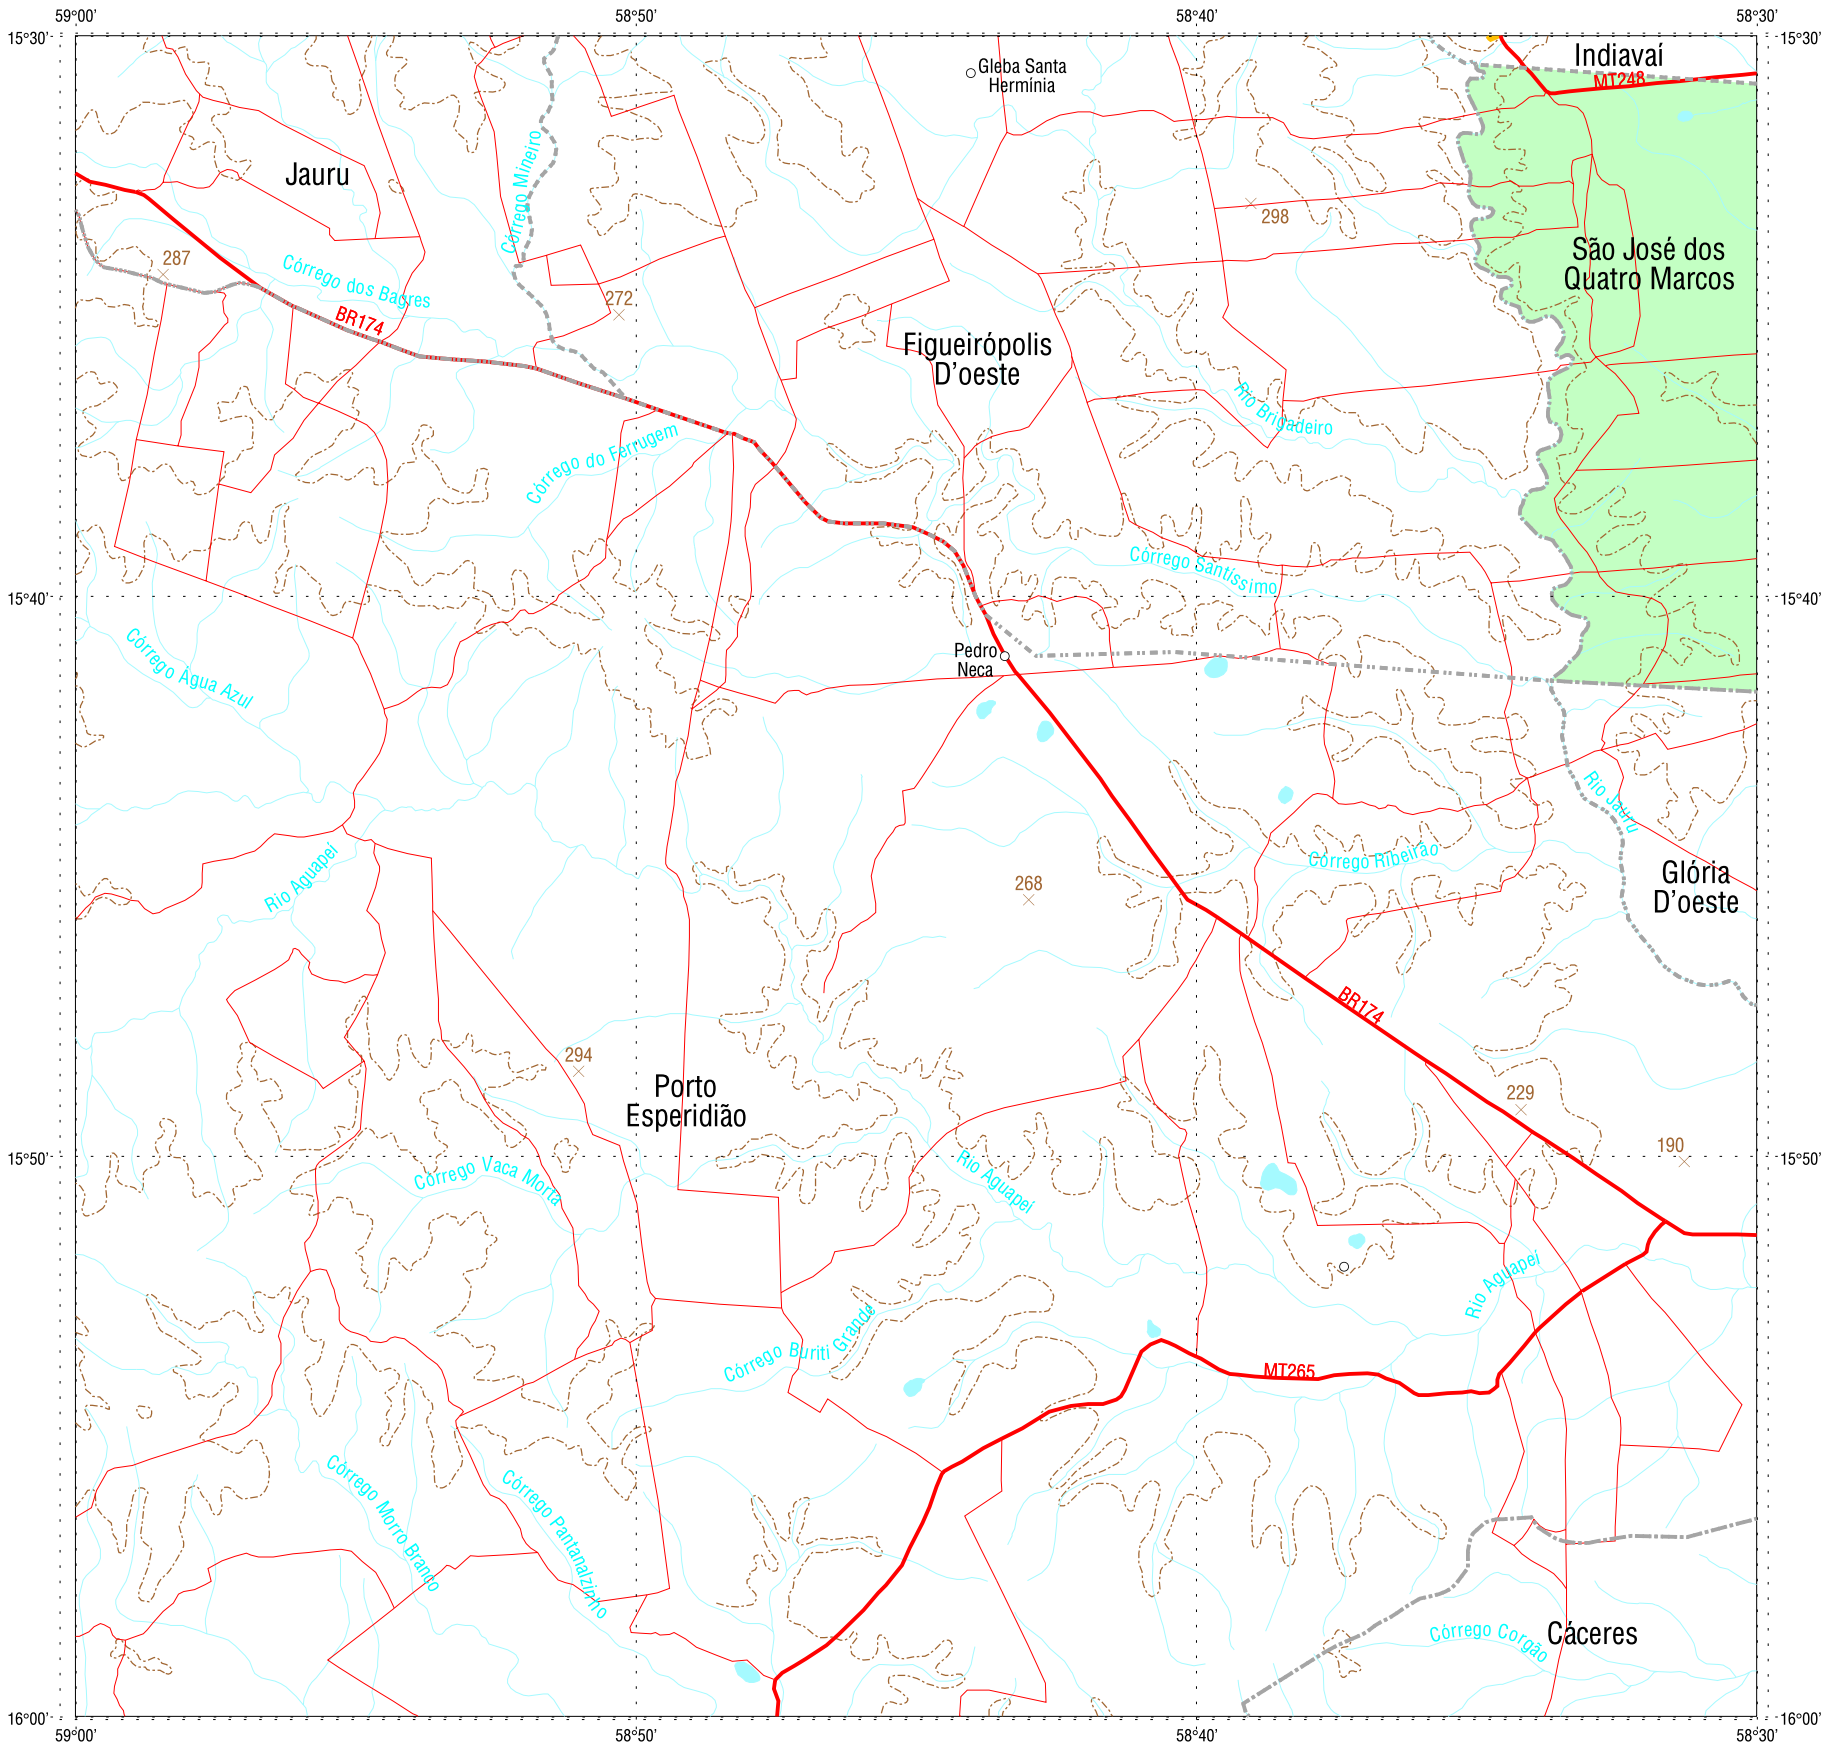 59°00'
58°50'
58°40'
58°30'
15°30'
15°30'
Indiavaí
MT248
Gleba Santa
Hermínia
Jauru
Córrego Mineiro
298
São José dos
Quatro Marcos
287
Córrego dos Bagres
272
BR174
Figueirópolis
D'oeste
Rio Brigadeiro
Córrego do Ferrugem
Córrego Santíssimo
15°40'
15°40'
Pedro
Neca
Córrego Água Azul
Rio Jauru
Córrego Ribeirão
Rio Aguapeí
268
Glória
D'oeste
BR174
294
Porto
Esperidião
229
190
15°50'
15°50'
Córrego Vaca Morta
Rio Aguapeí
Rio Aguapeí
Córrego Buriti Grande
MT265
Córrego Morro Branco
Córrego Pantanalzinho
Córrego Corgão
Cáceres
16°00'
16°00'
59°00'
58°50'
58°40'
58°30'